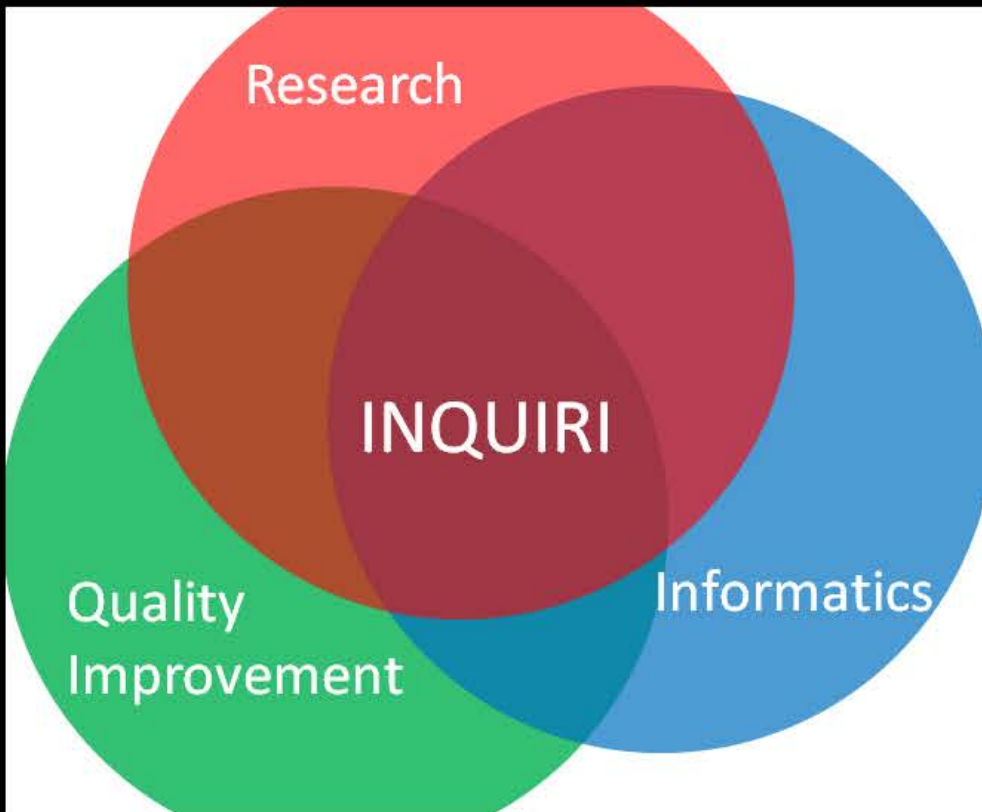 Research
INQUIRI
Quality
Improvement
Informatics